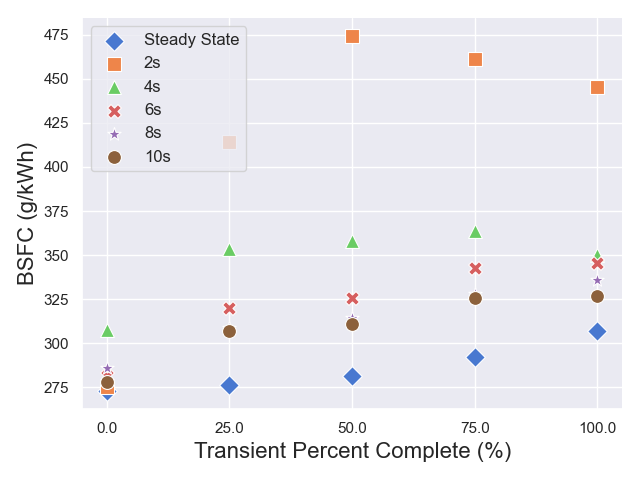 Steady State
2s
4s
6s
8s
10s
475
450
425
400
375
350
325
300
275
BSFC (g/kWh)
0.0 25.0 50.0 75.0 100.0
Transient Percent Complete (%)